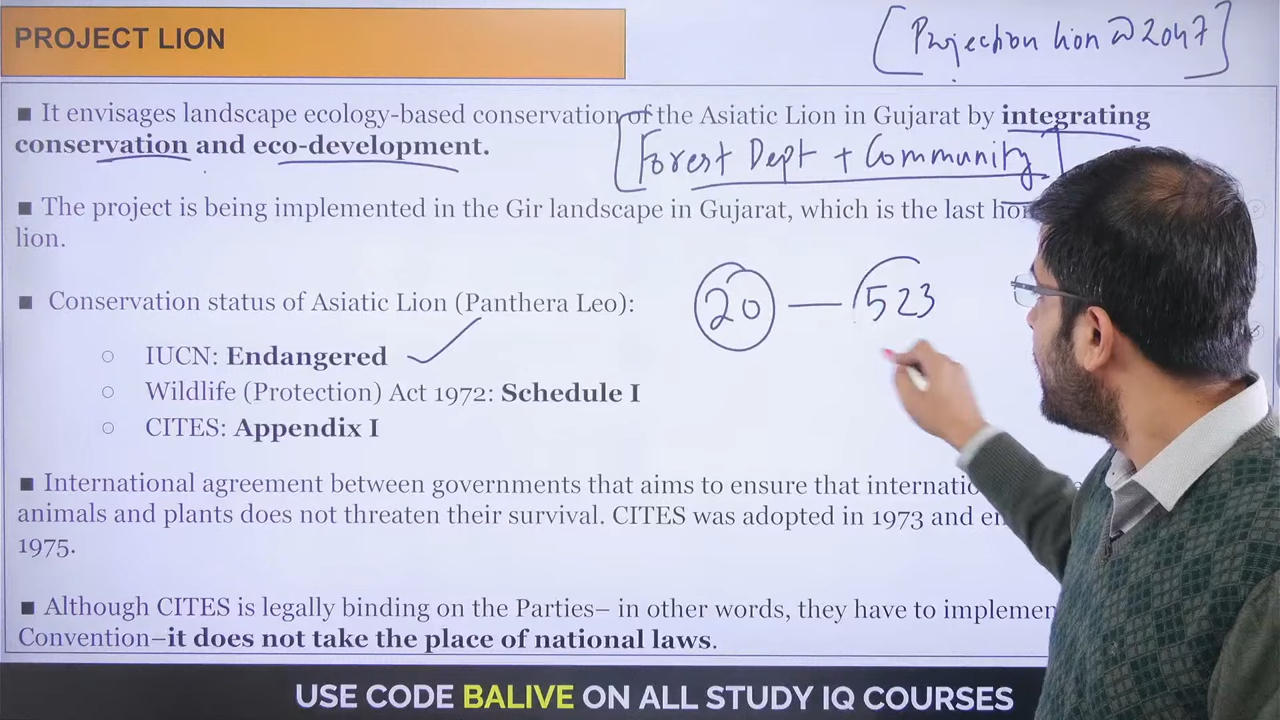 PROJECT LION
[Projection lion @ 2047]
■ It envisages landscape ecology-based conservation of the Asiatic Lion in Gujarat by integrating
conservation and eco-development.
[Forest Dept + Community]
■ The project is being implemented in the Gir landscape in Gujarat, which is the last
lion.
20 — 523
■ Conservation status of Asiatic Lion (Panthera Leo):
○ IUCN: Endangered
○ Wildlife (Protection) Act 1972: Schedule I
○ CITES: Appendix I
■ International agreement between governments that aims to ensure that
animals and plants does not threaten their survival. CITES was adopted in 1973 and
1975.
■ Although CITES is legally binding on the Parties– in other words, they have to
Convention–it does not take the place of national laws.
USE CODE BALIVE ON ALL STUDY IQ COURSES